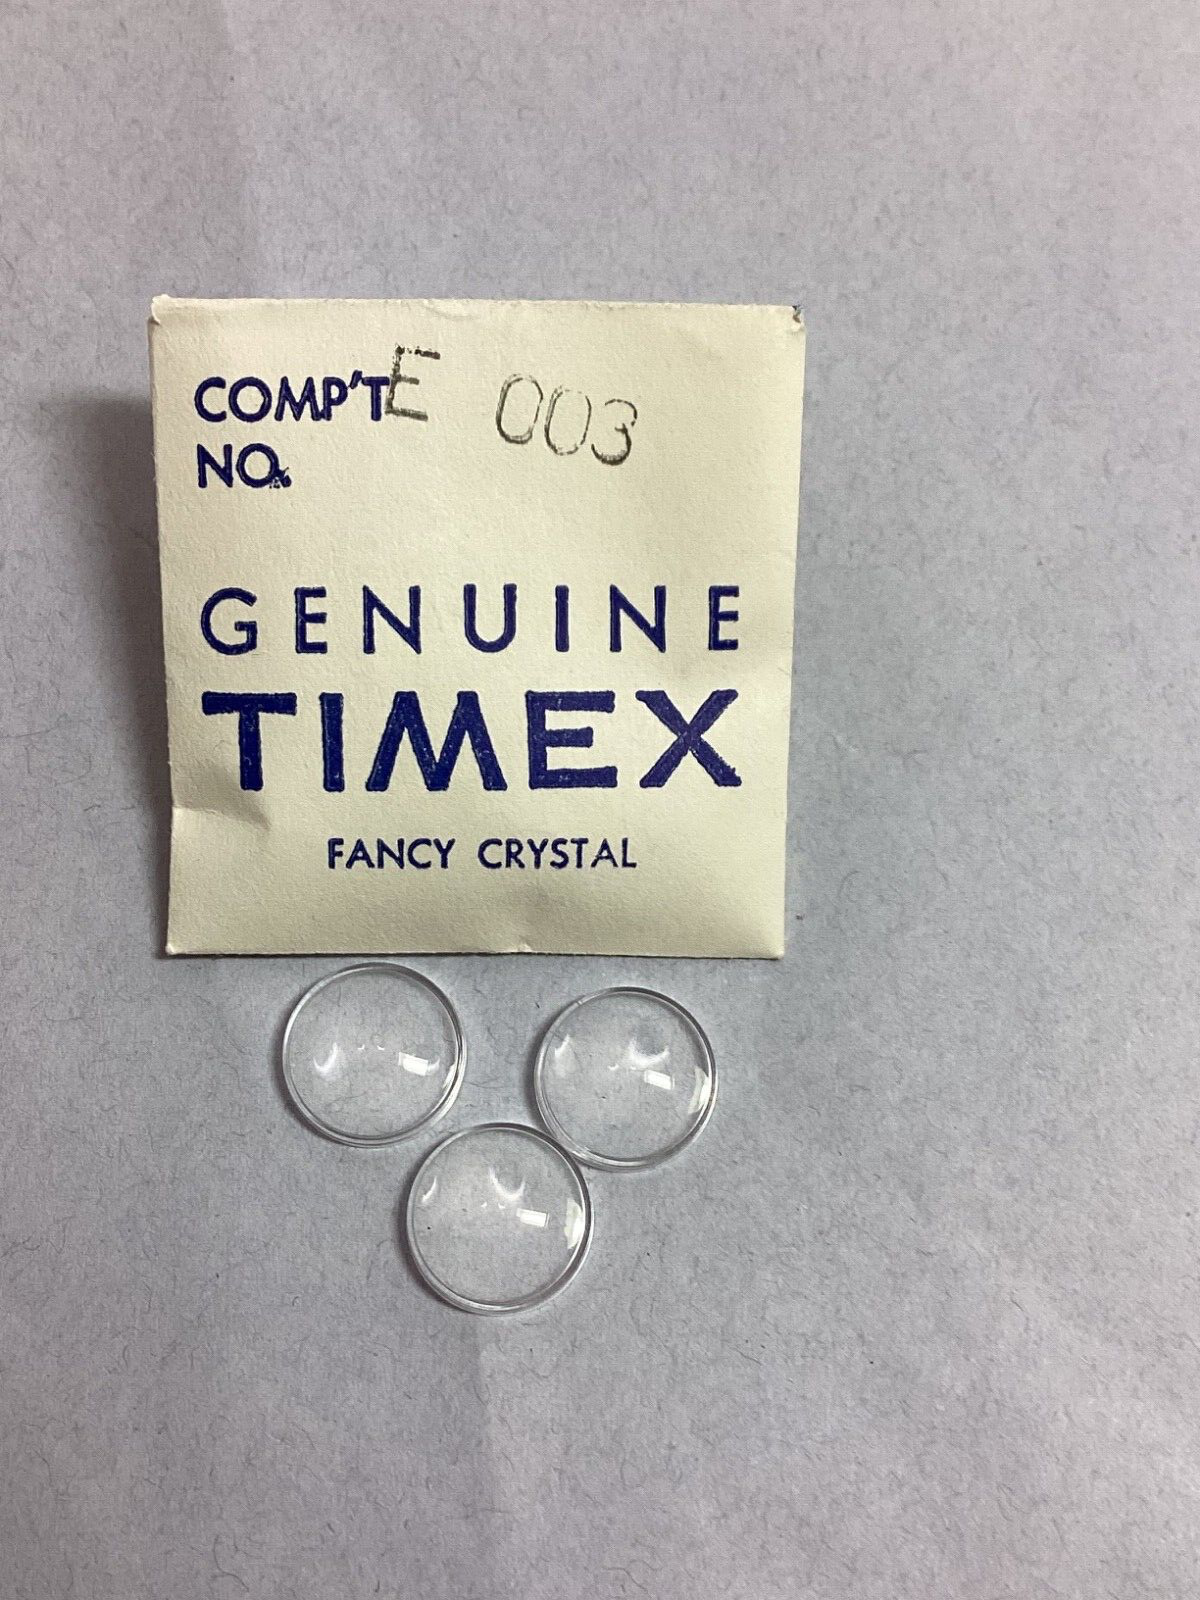 COMP'T E 003
NO.
GENUINE
TIMEX
FANCY CRYSTAL